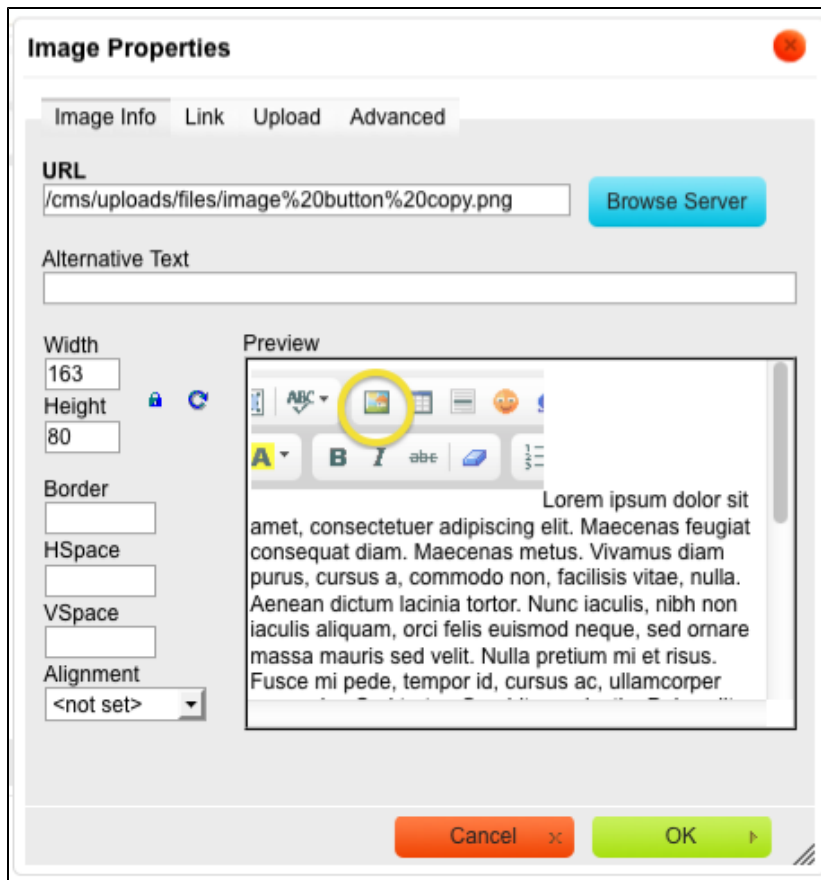 Image Properties
Image Info Link Upload Advanced
URL
/cms/uploads/files/image%20button%20copy.png
Browse Server
Alternative Text
Width
163
Height
80
Border
HSpace
VSpace
Alignment
<not set>
Preview
ABC
A B I abc
Lorem ipsum dolor sit
amet, consectetuer adipiscing elit. Maecenas feugiat
consequat diam. Maecenas metus. Vivamus diam
purus, cursus a, commodo non, facilisis vitae, nulla.
Aenean dictum lacinia tortor. Nunc iaculis, nibh non
iaculis aliquam, orci felis euismod neque, sed ornare
massa mauris sed velit. Nulla pretium mi et risus.
Fusce mi pede, tempor id, cursus ac, ullamcorper
Cancel
OK